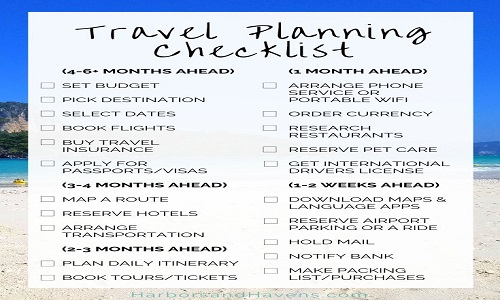 Travel Planning
Checklist
(4-6+ MONTHS AHEAD)
SET BUDGET
PICK DESTINATION
SELECT DATES
BOOK FLIGHTS
BUY TRAVEL
INSURANCE
APPLY FOR
PASSPORTS/VISAS
(3-4 MONTHS AHEAD)
MAP A ROUTE
RESERVE HOTELS
ARRANGE
TRANSPORTATION
(2-3 MONTHS AHEAD)
PLAN DAILY ITINERARY
BOOK TOURS/TICKETS
(1 MONTH AHEAD)
ARRANGE PHONE
SERVICE OR
PORTABLE WIFI
ORDER CURRENCY
RESEARCH
RESTAURANTS
RESERVE PET CARE
GET INTERNATIONAL
DRIVERS LICENSE
(1-2 WEEKS AHEAD)
DOWNLOAD MAPS &
LANGUAGE APPS
RESERVE AIRPORT
PARKING OR A RIDE
HOLD MAIL
NOTIFY BANK
MAKE PACKING
LIST/PURCHASES
HarborsandHavens.com